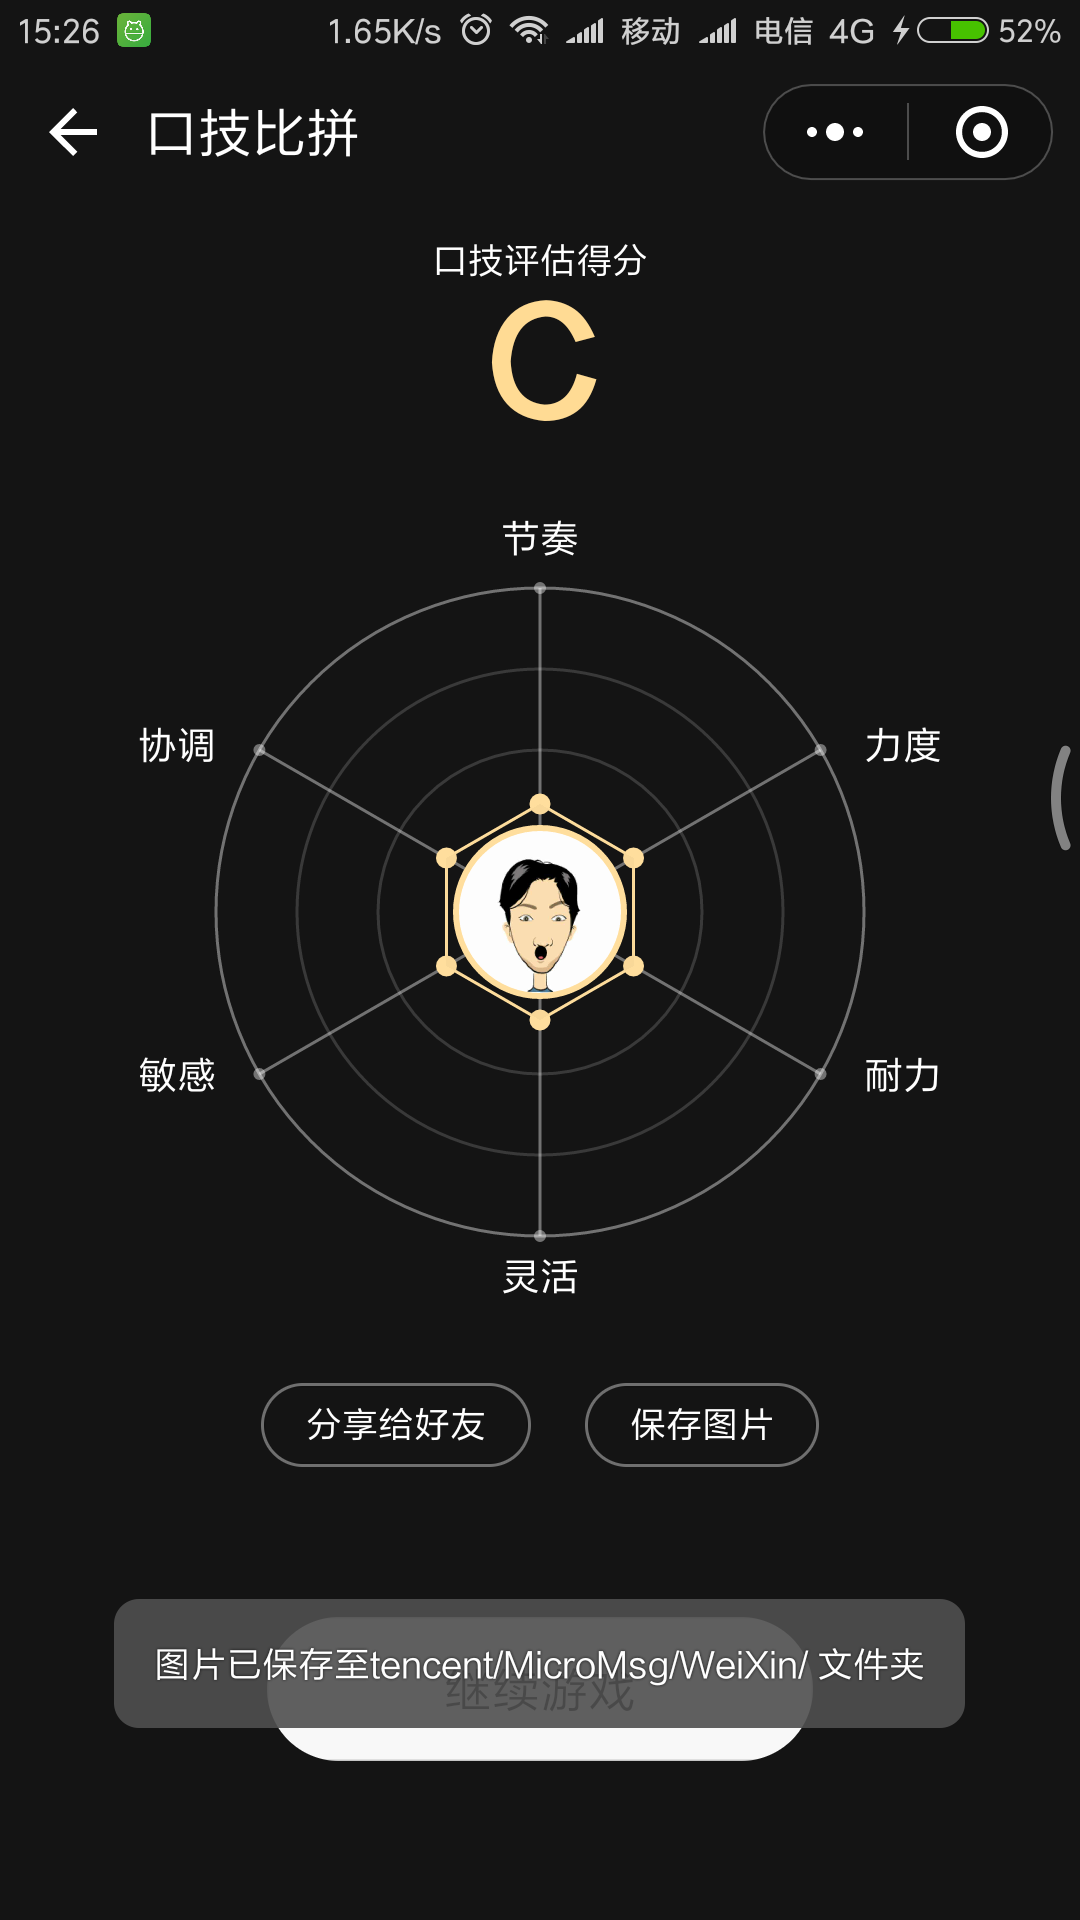 15:26 1.65K/s 移动 电信 4G 52%
口技比拼
口技评估得分
C
节奏
协调 力度
敏感 耐力
灵活
分享给好友 保存图片
图片已保存至tencent/MicroMsg/WeiXin/ 文件夹
继续游戏